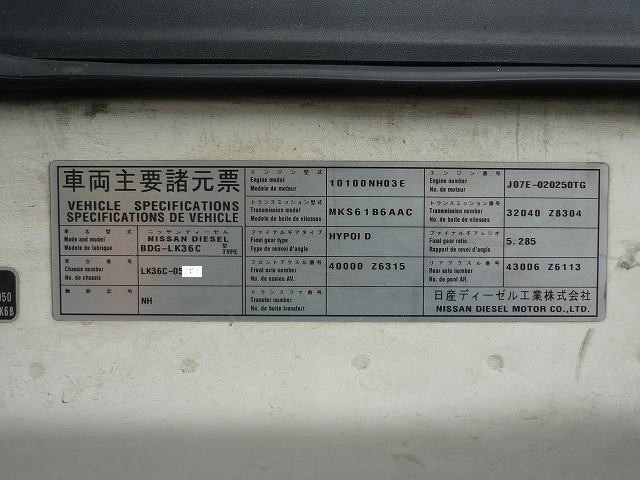 車両主要諸元票
VEHICLE SPECIFICATIONS
SPECIFICATIONS DE VEHICLE
車名型式
Make and model
Modele de fabrique
ニッサンディーゼル
NISSAN DIESEL
BDG-LK36C 型 TYPE
車台番号
Chassis number
No. de chassis
LK36C-05
軸距記号
NH
エンジン型式
Engine model
Modele de moteur
10100NH03E
エンジン番号
Engine number
No. de moteur
J07E-020250TG
トランスミッション型式
Transmission model
Modele de boite de vitesses
MKS61B6AAC
トランスミッション番号
Transmission number
No. de boite de vitesses
32040 Z8304
ファイナルギアタイプ
Final gear type
Type de renvoi d'angle
HYPOID
ファイナルギアレシオ
Final gear ratio
Rapport de renvoi d'angle
5.285
フロントアクスル番号
Front axle number
No. de essieu AV.
40000 Z6315
リアアクスル番号
Rear axle number
No. de pont AR.
43006 Z6113
トランスファ番号
Transfer number
No. de boite transfert
日産ディーゼル工業株式会社
NISSAN DIESEL MOTOR CO.,LTD.
050
K6B